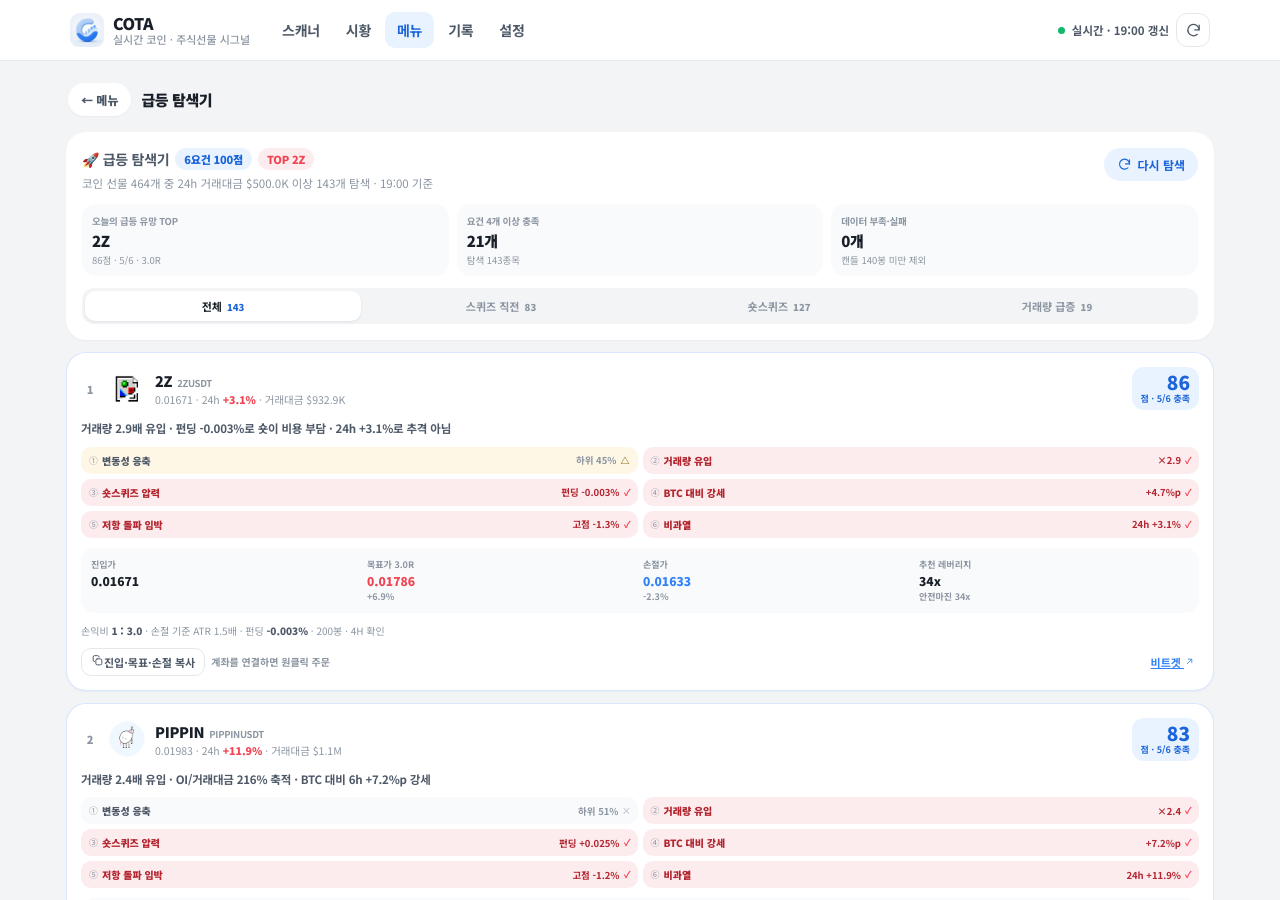 COTA
실시간 코인 · 주식선물 시그널
스캐너 시황 메뉴 기록 설정
실시간 · 19:00 갱신
← 메뉴 급등 탐색기
🚀 급등 탐색기 6요건 100점 TOP 2Z
다시 탐색
코인 선물 464개 중 24h 거래대금 $500.0K 이상 143개 탐색 · 19:00 기준
오늘의 급등 유망 TOP
2Z
86점 · 5/6 · 3.0R
요건 4개 이상 충족
21개
탐색 143종목
데이터 부족·실패
0개
캔들 140봉 미만 제외
전체 143 스퀴즈 직전 83 숏스퀴즈 127 거래량 급증 19
1 2Z 2ZUSDT
0.01671 · 24h +3.1% · 거래대금 $932.9K
86
점 · 5/6 충족
거래량 2.9배 유입 · 펀딩 -0.003%로 숏이 비용 부담 · 24h +3.1%로 추격 아님
① 변동성 응축 하위 45% △
② 거래량 유입 ×2.9 ✓
③ 숏스퀴즈 압력 펀딩 -0.003% ✓
④ BTC 대비 강세 +4.7%p ✓
⑤ 저항 돌파 임박 고점 -1.3% ✓
⑥ 비과열 24h +3.1% ✓
진입가
0.01671
목표가 3.0R
0.01786
+6.9%
손절가
0.01633
-2.3%
추천 레버리지
34x
안전마진 34x
손익비 1 : 3.0 · 손절 기준 ATR 1.5배 · 펀딩 -0.003% · 200봉 · 4H 확인
진입·목표·손절 복사 계좌를 연결하면 원클릭 주문 비트겟 ↗
2 PIPPIN PIPPINUSDT
0.01983 · 24h +11.9% · 거래대금 $1.1M
83
점 · 5/6 충족
거래량 2.4배 유입 · OI/거래대금 216% 축적 · BTC 대비 6h +7.2%p 강세
① 변동성 응축 하위 51% ×
② 거래량 유입 ×2.4 ✓
③ 숏스퀴즈 압력 펀딩 +0.025% ✓
④ BTC 대비 강세 +7.2%p ✓
⑤ 저항 돌파 임박 고점 -1.2% ✓
⑥ 비과열 24h +11.9% ✓